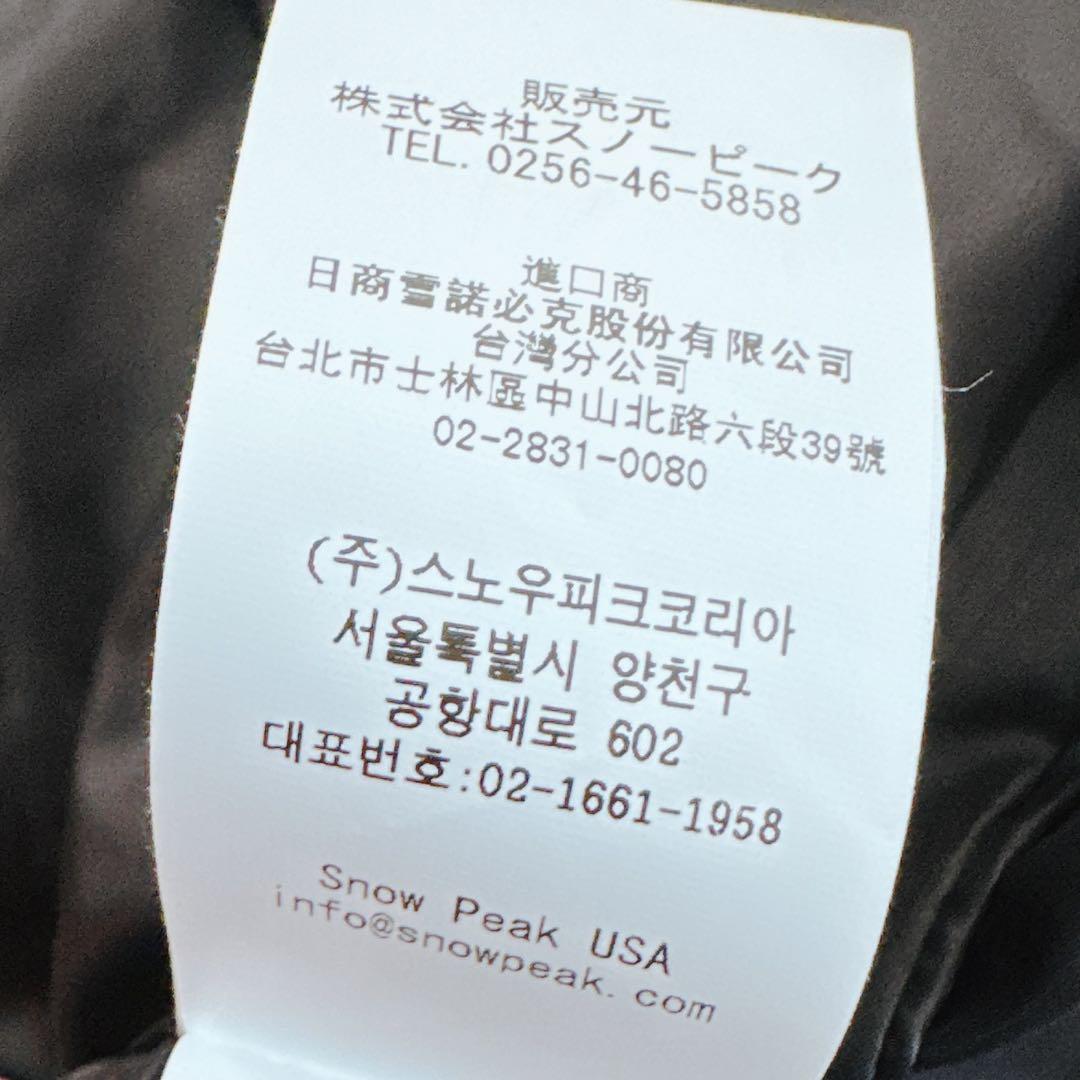 販売元
株式会社スノーピーク
TEL. 0256-46-5858
進口商
日商雪諾必克股份有限公司
台灣分公司
台北市士林區中山北路六段39號
02-2831-0080
(주)스노우피크코리아
서울특별시 양천구
공항대로 602
대표번호:02-1661-1958
Snow Peak USA
info@snowpeak.com